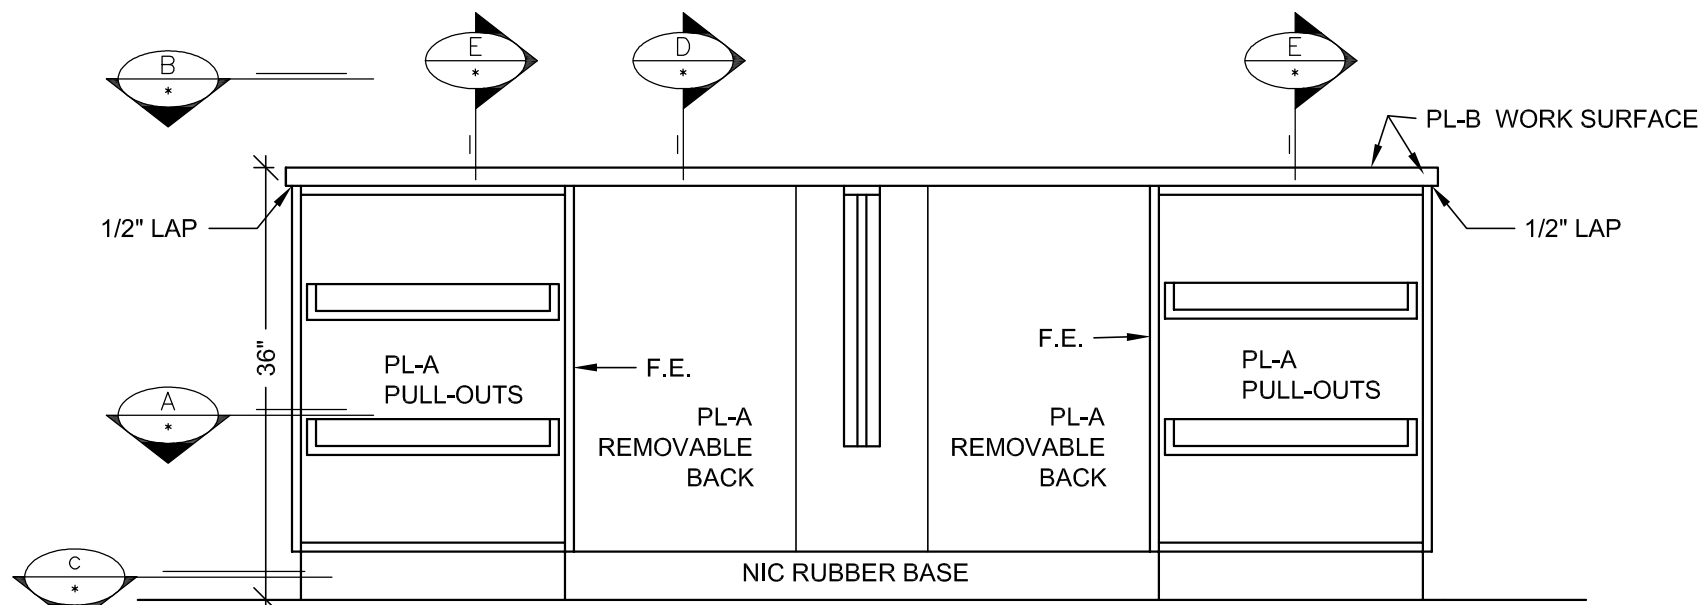 E
D
E
*
*
*
B
*
PL-B WORK SURFACE
1/2" LAP
1/2" LAP
36"
F.E.
F.E.
PL-A
PULL-OUTS
PL-A
PULL-OUTS
A
*
PL-A
REMOVABLE
BACK
PL-A
REMOVABLE
BACK
C
*
NIC RUBBER BASE